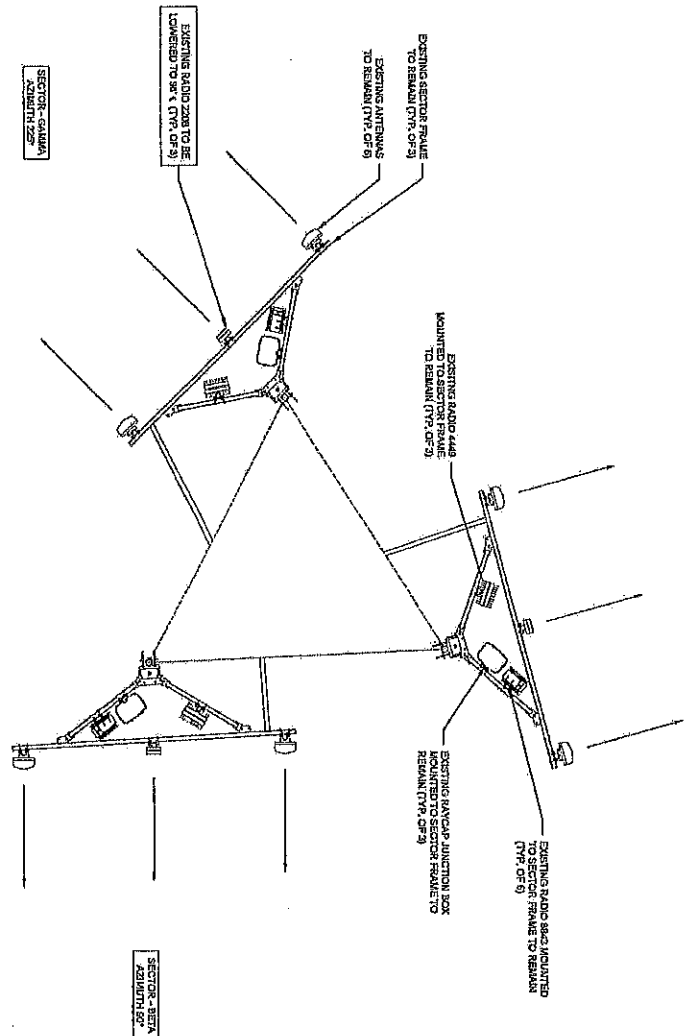 EXISTING SECTOR FRAME
TO REMAIN (TYP. OF 3)
EXISTING ANTENNAS
TO REMAIN (TYP. OF 6)
EXISTING RADIO 2208 TO BE
LOWERED TO (TYP. OF 3)
SECTOR - GAMMA
AZIMUTH 225°
EXISTING RADIO 4449
MOUNTED TO SECTOR FRAME
TO REMAIN (TYP. OF 3)
EXISTING RADIO 8843 MOUNTED
TO SECTOR FRAME TO REMAIN
(TYP. OF 6)
EXISTING RAYCAP JUNCTION BOX
MOUNTED TO SECTOR FRAME TO
REMAIN (TYP. OF 3)
SECTOR - BETA
AZIMUTH 90°